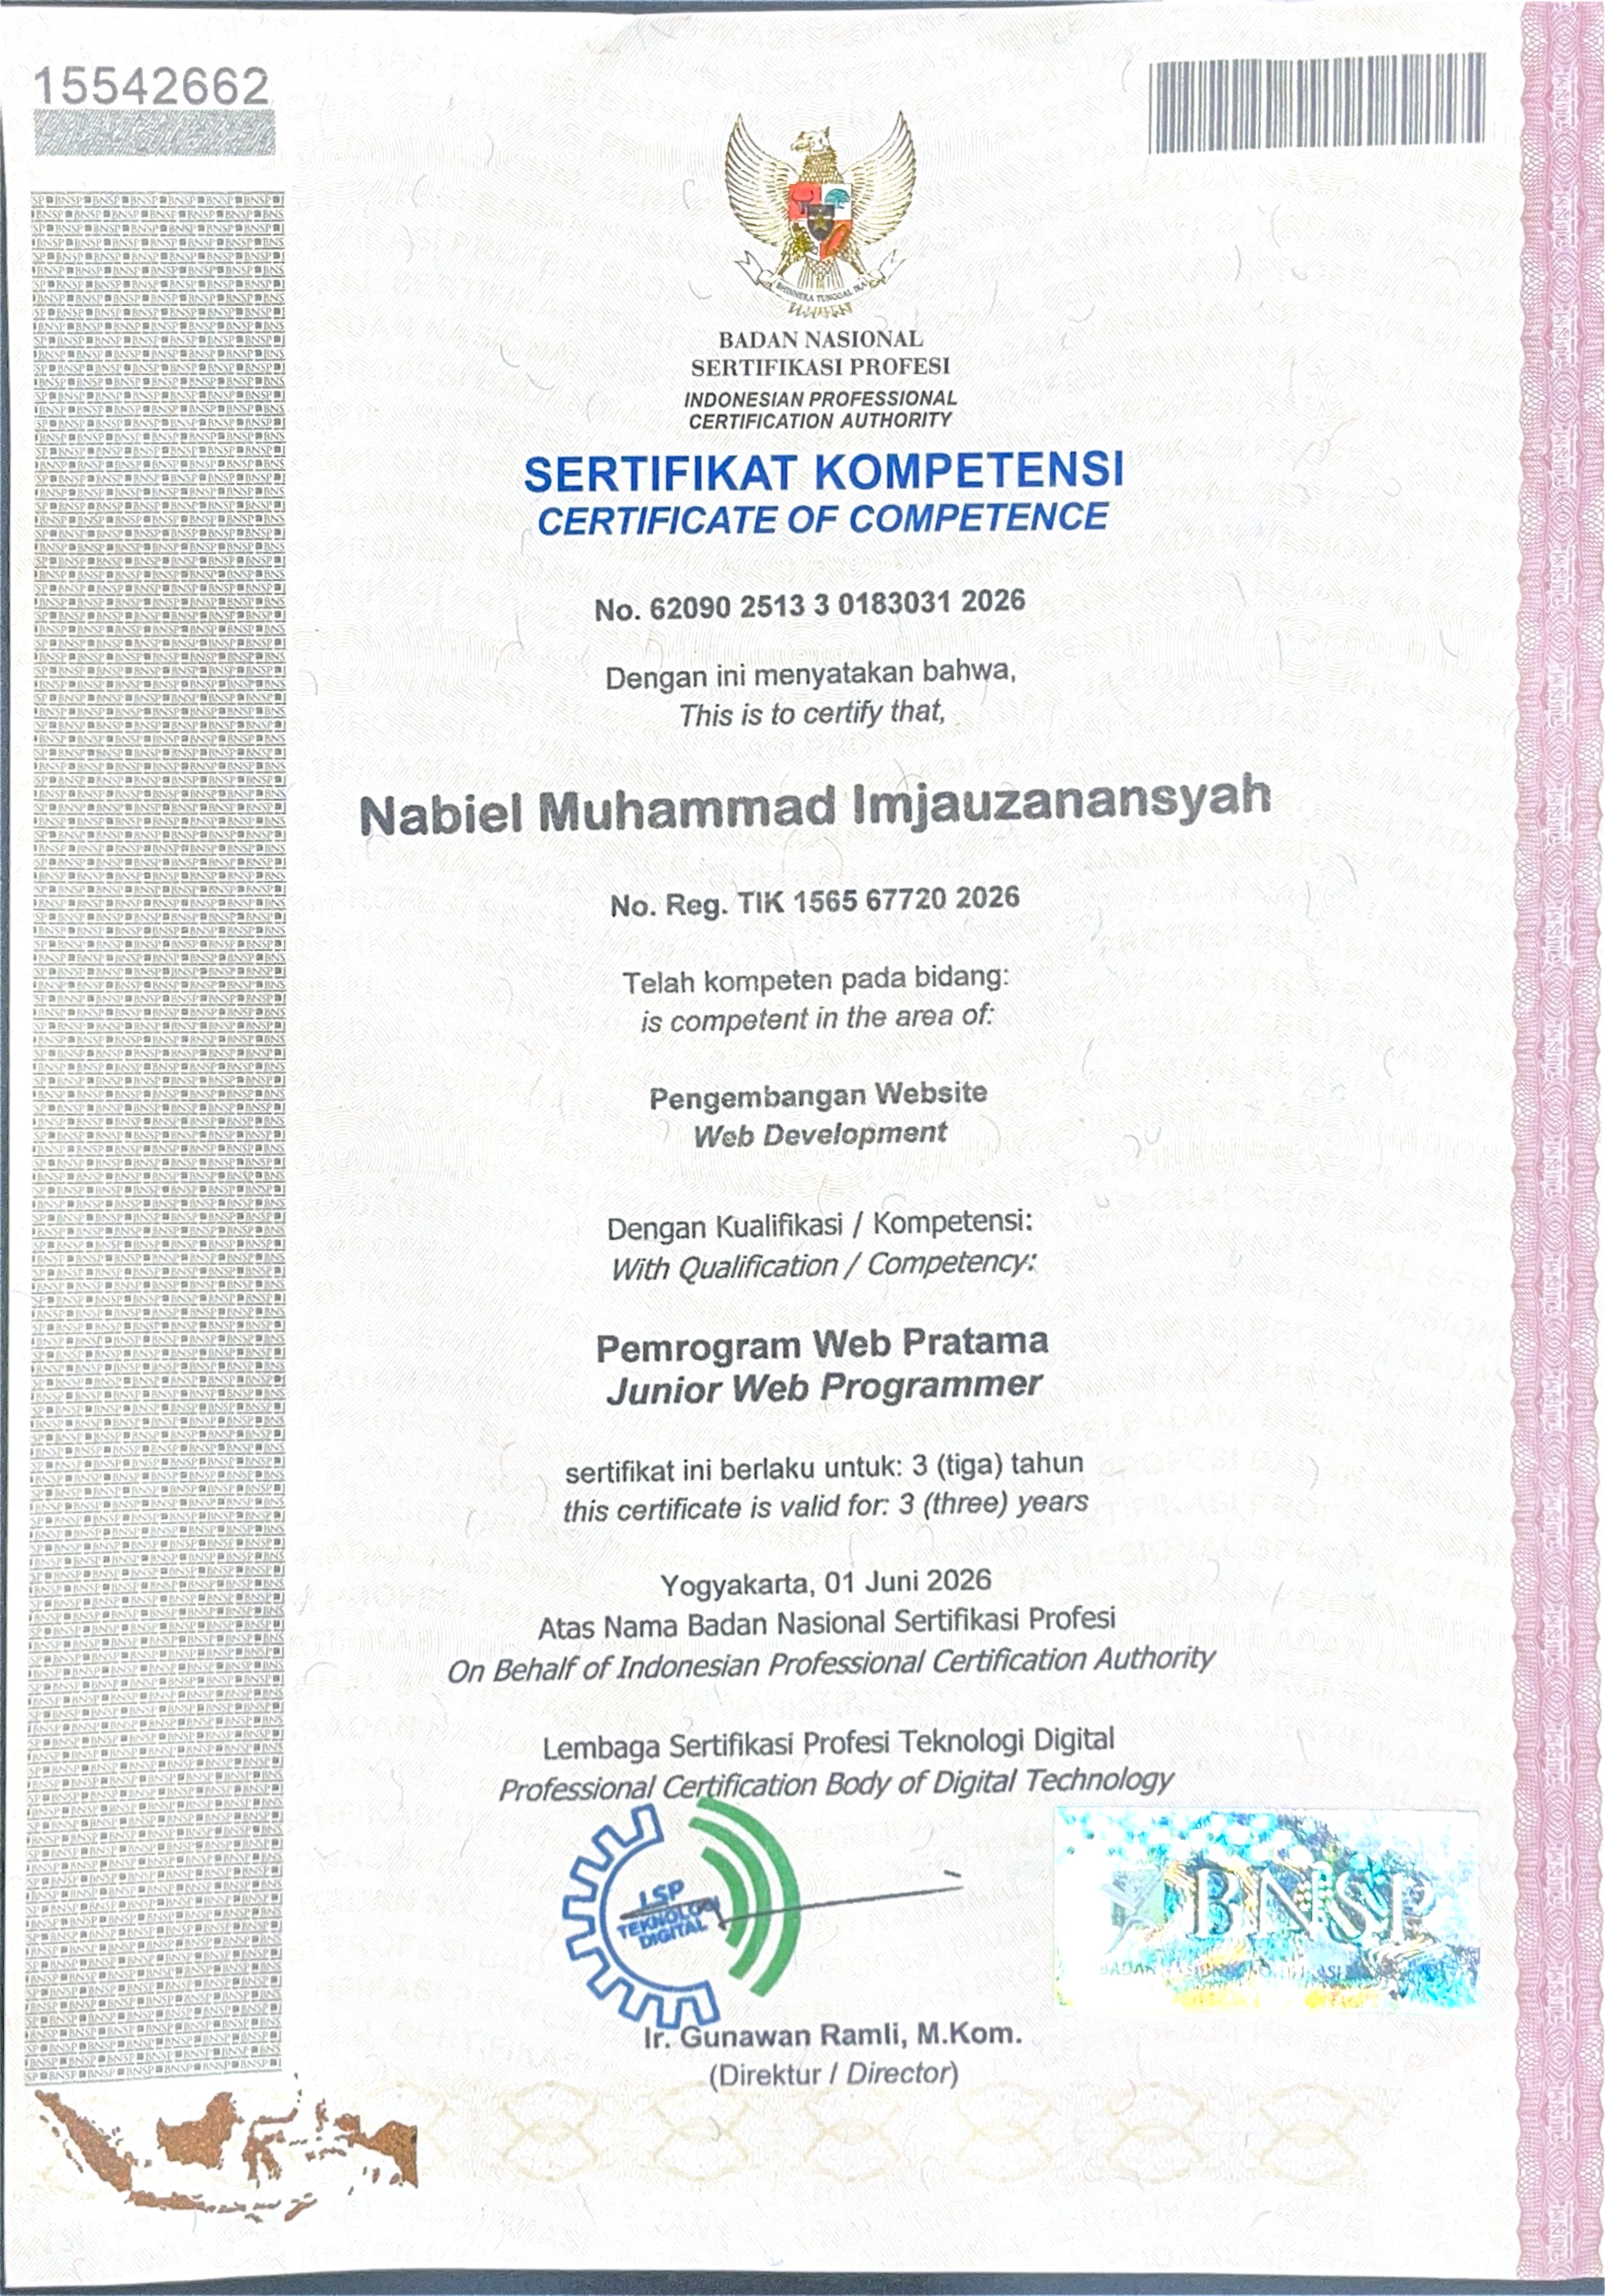 15542662
BHINNEKA TUNGGAL IKA
BADAN NASIONAL
SERTIFIKASI PROFESI
INDONESIAN PROFESSIONAL
CERTIFICATION AUTHORITY
SERTIFIKAT KOMPETENSI
CERTIFICATE OF COMPETENCE
No. 62090 2513 3 0183031 2026
Dengan ini menyatakan bahwa,
This is to certify that,
Nabiel Muhammad Imjauzanansyah
No. Reg. TIK 1565 67720 2026
Telah kompeten pada bidang:
is competent in the area of:
Pengembangan Website
Web Development
Dengan Kualifikasi / Kompetensi:
With Qualification / Competency:
Pemrogram Web Pratama
Junior Web Programmer
sertifikat ini berlaku untuk: 3 (tiga) tahun
this certificate is valid for: 3 (three) years
Yogyakarta, 01 Juni 2026
Atas Nama Badan Nasional Sertifikasi Profesi
On Behalf of Indonesian Professional Certification Authority
Lembaga Sertifikasi Profesi Teknologi Digital
Professional Certification Body of Digital Technology
LSP
TEKNOLOGI
DIGITAL
BNSP
Ir. Gunawan Ramli, M.Kom.
(Direktur / Director)